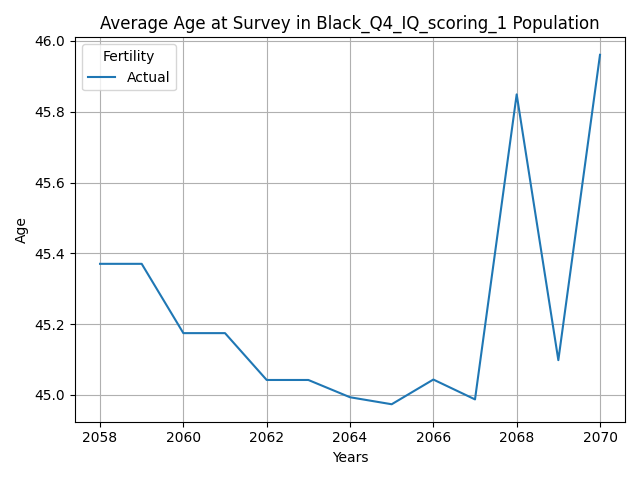 Average Age at Survey in Black_Q4_IQ_scoring_1 Population
Fertility
Actual
46.0
45.8
45.6
45.4
45.2
45.0
Age
2058 2060 2062 2064 2066 2068 2070
Years